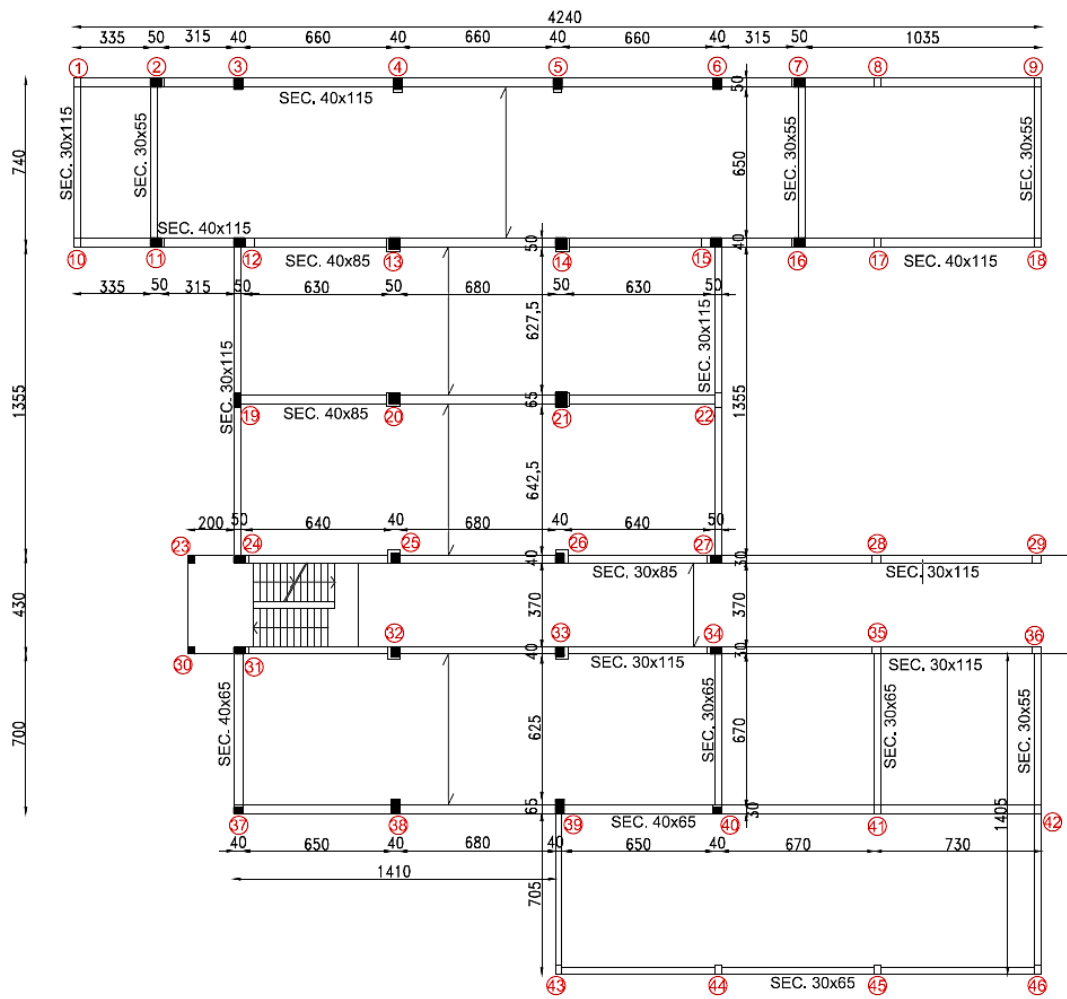 4240
335 50 315 40 660 40 660 40 660 40 315 50 1035
1 2 3 4 5 6 7 8 9
50
SEC. 40x115
SEC. 30x115
SEC. 30x55
SEC. 30x55
SEC. 30x55
740
650
SEC. 40x115
10 11 12 13 14 15 16 17 18
50
40
SEC. 40x85
SEC. 40x115
335 50 315 50 630 50 680 50 630 50
627,5
SEC. 30x115
SEC. 30x115
1355
1355
65
19 20 21 22
SEC. 40x85
642,5
200 50 640 40 680 40 640 50
23 24 25 26 27 28 29
40
30
SEC. 30x85
SEC. 30x115
430
370
370
30 31 32 33 34 35 36
40
30
SEC. 30x115
SEC. 30x115
SEC. 40x65
SEC. 30x65
SEC. 30x65
SEC. 30x55
700
625
670
1405
65
30
37 38 39 40 41 42
SEC. 40x65
40 650 40 680 40 650 40 670 730
1410
705
43 44 45 46
SEC. 30x65